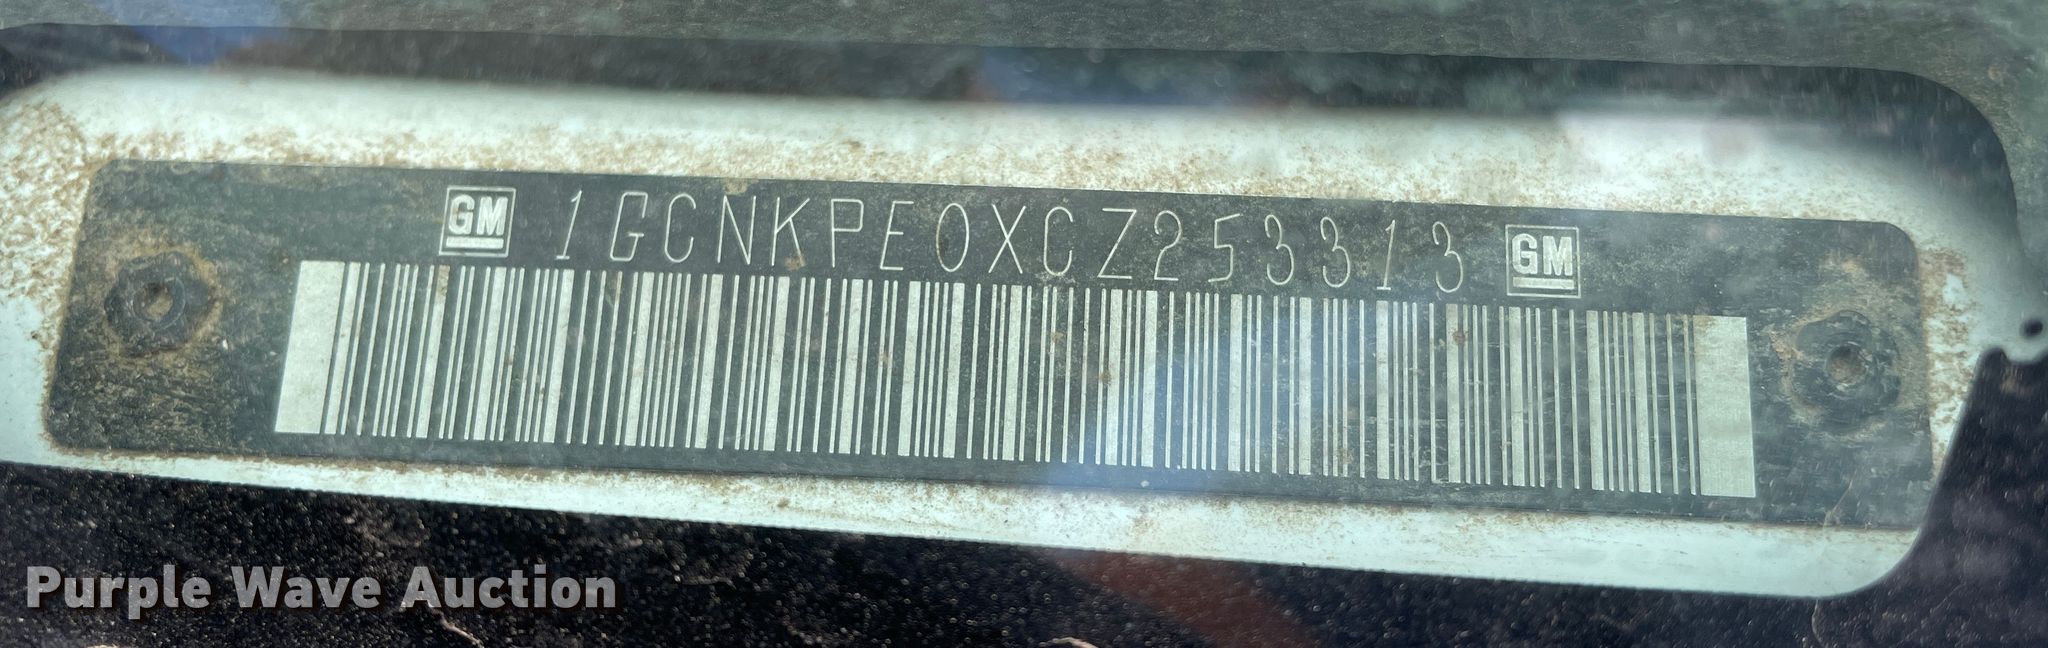 GM 1GCNKPE0XCZ253313 GM
Purple Wave Auction